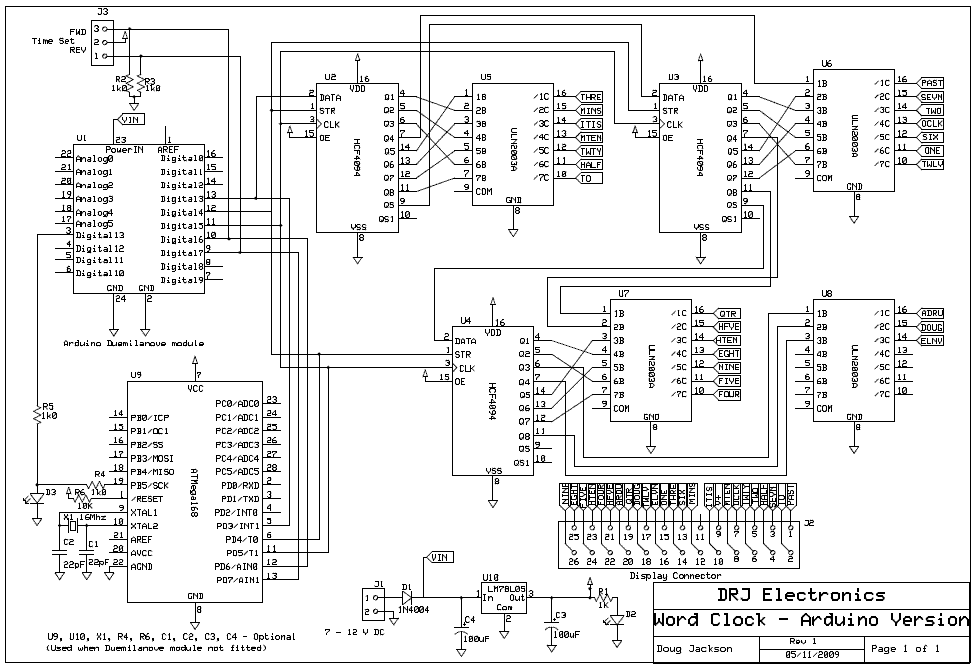 J3
FWD 3
Time Set 2
REV 1
R2 R3
1k0 1k0
VIN
U1 23 1
PowerIN AREF
22 Analog0 Digital0 16
21 Analog1 Digital1 15
20 Analog2 Digital2 14
19 Analog3 Digital3 13
18 Analog4 Digital4 12
17 Analog5 Digital5 11
3 Digital13 Digital6 10
4 Digital12 Digital7 9
5 Digital11 Digital8 8
6 Digital10 Digital9 7
GND GND
24 2
Arduino Duemilanove module
U2 16
VDD
2 DATA Q1 4
1 STR Q2 5
3 CLK Q3 6
15 OE Q4 7
Q5 14
Q6 13
Q7 12
Q8 11
QS 9
QS1 10
HCF4094
VSS
8
U5
1 1B /1C 16 THRE
2 2B /2C 15 MINS
3 3B /3C 14 ITIS
4 4B /4C 13 MTEN
5 5B /5C 12 TWTY
6 6B /6C 11 HALF
7 7B /7C 10 TO
9 COM
ULN2003A
GND
8
U3 16
VDD
2 DATA Q1 4
1 STR Q2 5
3 CLK Q3 6
15 OE Q4 7
Q5 14
Q6 13
Q7 12
Q8 11
QS 9
QS1 10
HCF4094
VSS
8
U6
1 1B /1C 16 PAST
2 2B /2C 15 SEVN
3 3B /3C 14 TWO
4 4B /4C 13 OCLK
5 5B /5C 12 SIX
6 6B /6C 11 ONE
7 7B /7C 10 TWLV
9 COM
ULN2003A
GND
8
U4 16
VDD
2 DATA Q1 4
1 STR Q2 5
3 CLK Q3 6
15 OE Q4 7
Q5 14
Q6 13
Q7 12
Q8 11
QS 9
QS1 10
HCF4094
VSS
8
U7
1 1B /1C 16 QTR
2 2B /2C 15 HFVE
3 3B /3C 14 HTEN
4 4B /4C 13 EGHT
5 5B /5C 12 NINE
6 6B /6C 11 FIVE
7 7B /7C 10 FOUR
9 COM
ULN2003A
GND
8
U8
1 1B /1C 16 ADRU
2 2B /2C 15 DOUG
3 3B /3C 14 ELNV
4 4B /4C 13
5 5B /5C 12
6 6B /6C 11
7 7B /7C 10
9 COM
ULN2003A
GND
8
U9 7
VCC
PC0/ADC0 23
14 PB0/ICP PC1/ADC1 24
15 PB1/OC1 PC2/ADC2 25
16 PB2/SS PC3/ADC3 26
17 PB3/MOSI PC4/ADC4 27
18 PB4/MISO PC5/ADC5 28
19 PB5/SCK PD0/RXD 2
1 /RESET PD1/TXD 3
9 XTAL1 PD2/INT0 4
10 XTAL2 PD3/INT1 5
21 AREF PD4/T0 6
20 AVCC PD5/T1 11
22 AGND PD6/AIN0 12
PD7/AIN1 13
ATMega168
GND
8
R5
1k0
D3
R4
1k0
R6
10K
X1 16Mhz
C2 C1
22pF 22pF
NINE EGHT FIVE HTEN FOUR HFVE ADRU QTR DOUG TWLV ELVN ONE THRE SIX MINS ITIS V+ MTEN OCLK TWTY TWO HALF SEVN TO PAST
J2
25 23 21 19 17 15 13 11 9 7 5 3 1
26 24 22 20 18 16 14 12 10 8 6 4 2
Display Connector
VIN
J1 D1
1
2 1N4004
7 - 12 V DC
U10
LM78L05
1 In Out 3
Com
2
C4
100uF
C3
100uF
R1
1K
D2
U9, U10, X1, R4, R6, C1, C2, C3, C4 - Optional
(Used when Duemilanove module not fitted)
DRJ Electronics
Word Clock - Arduino Version
Doug Jackson
Rev 1
05/11/2009
Page 1 of 1